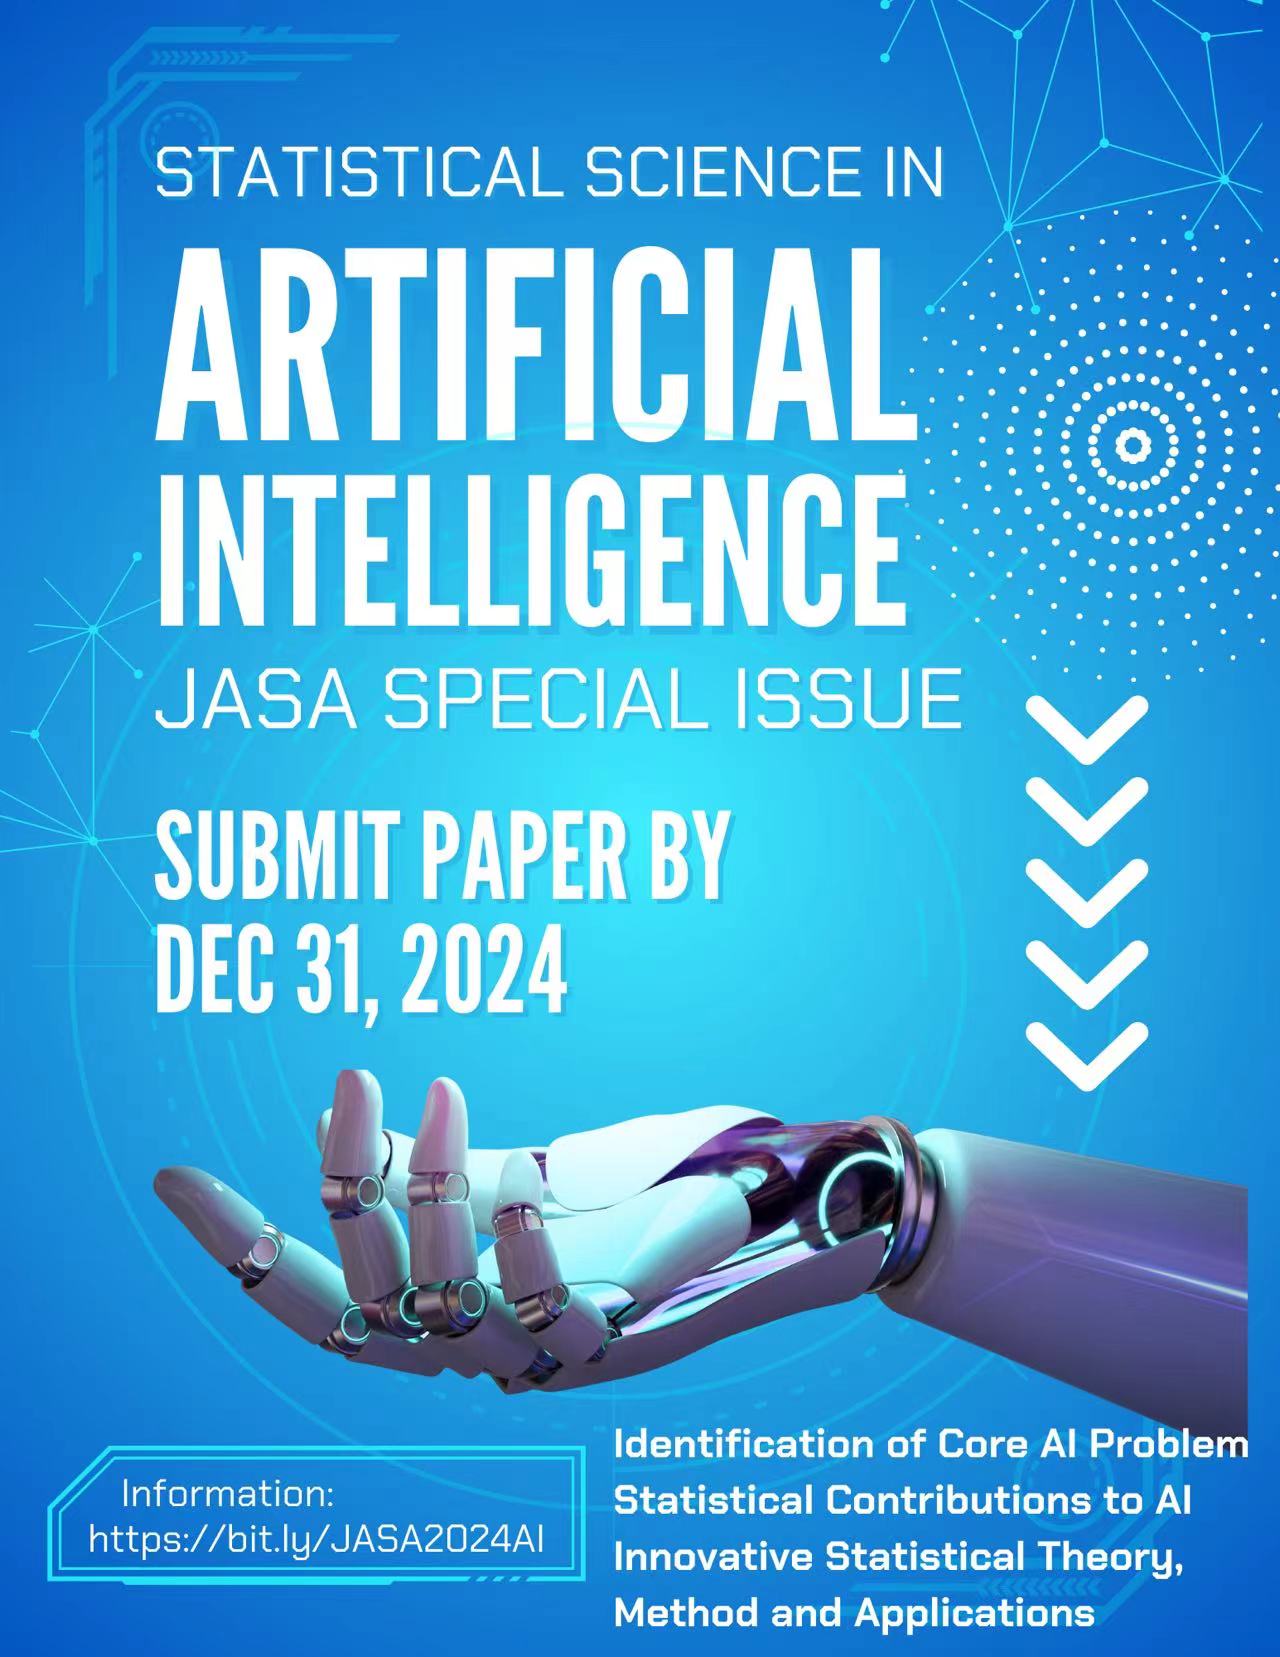 STATISTICAL SCIENCE IN
ARTIFICIAL
INTELLIGENCE
JASA SPECIAL ISSUE
SUBMIT PAPER BY
DEC 31, 2024
Information:
https://bit.ly/JASA2024AI
Identification of Core AI Problem
Statistical Contributions to AI
Innovative Statistical Theory,
Method and Applications